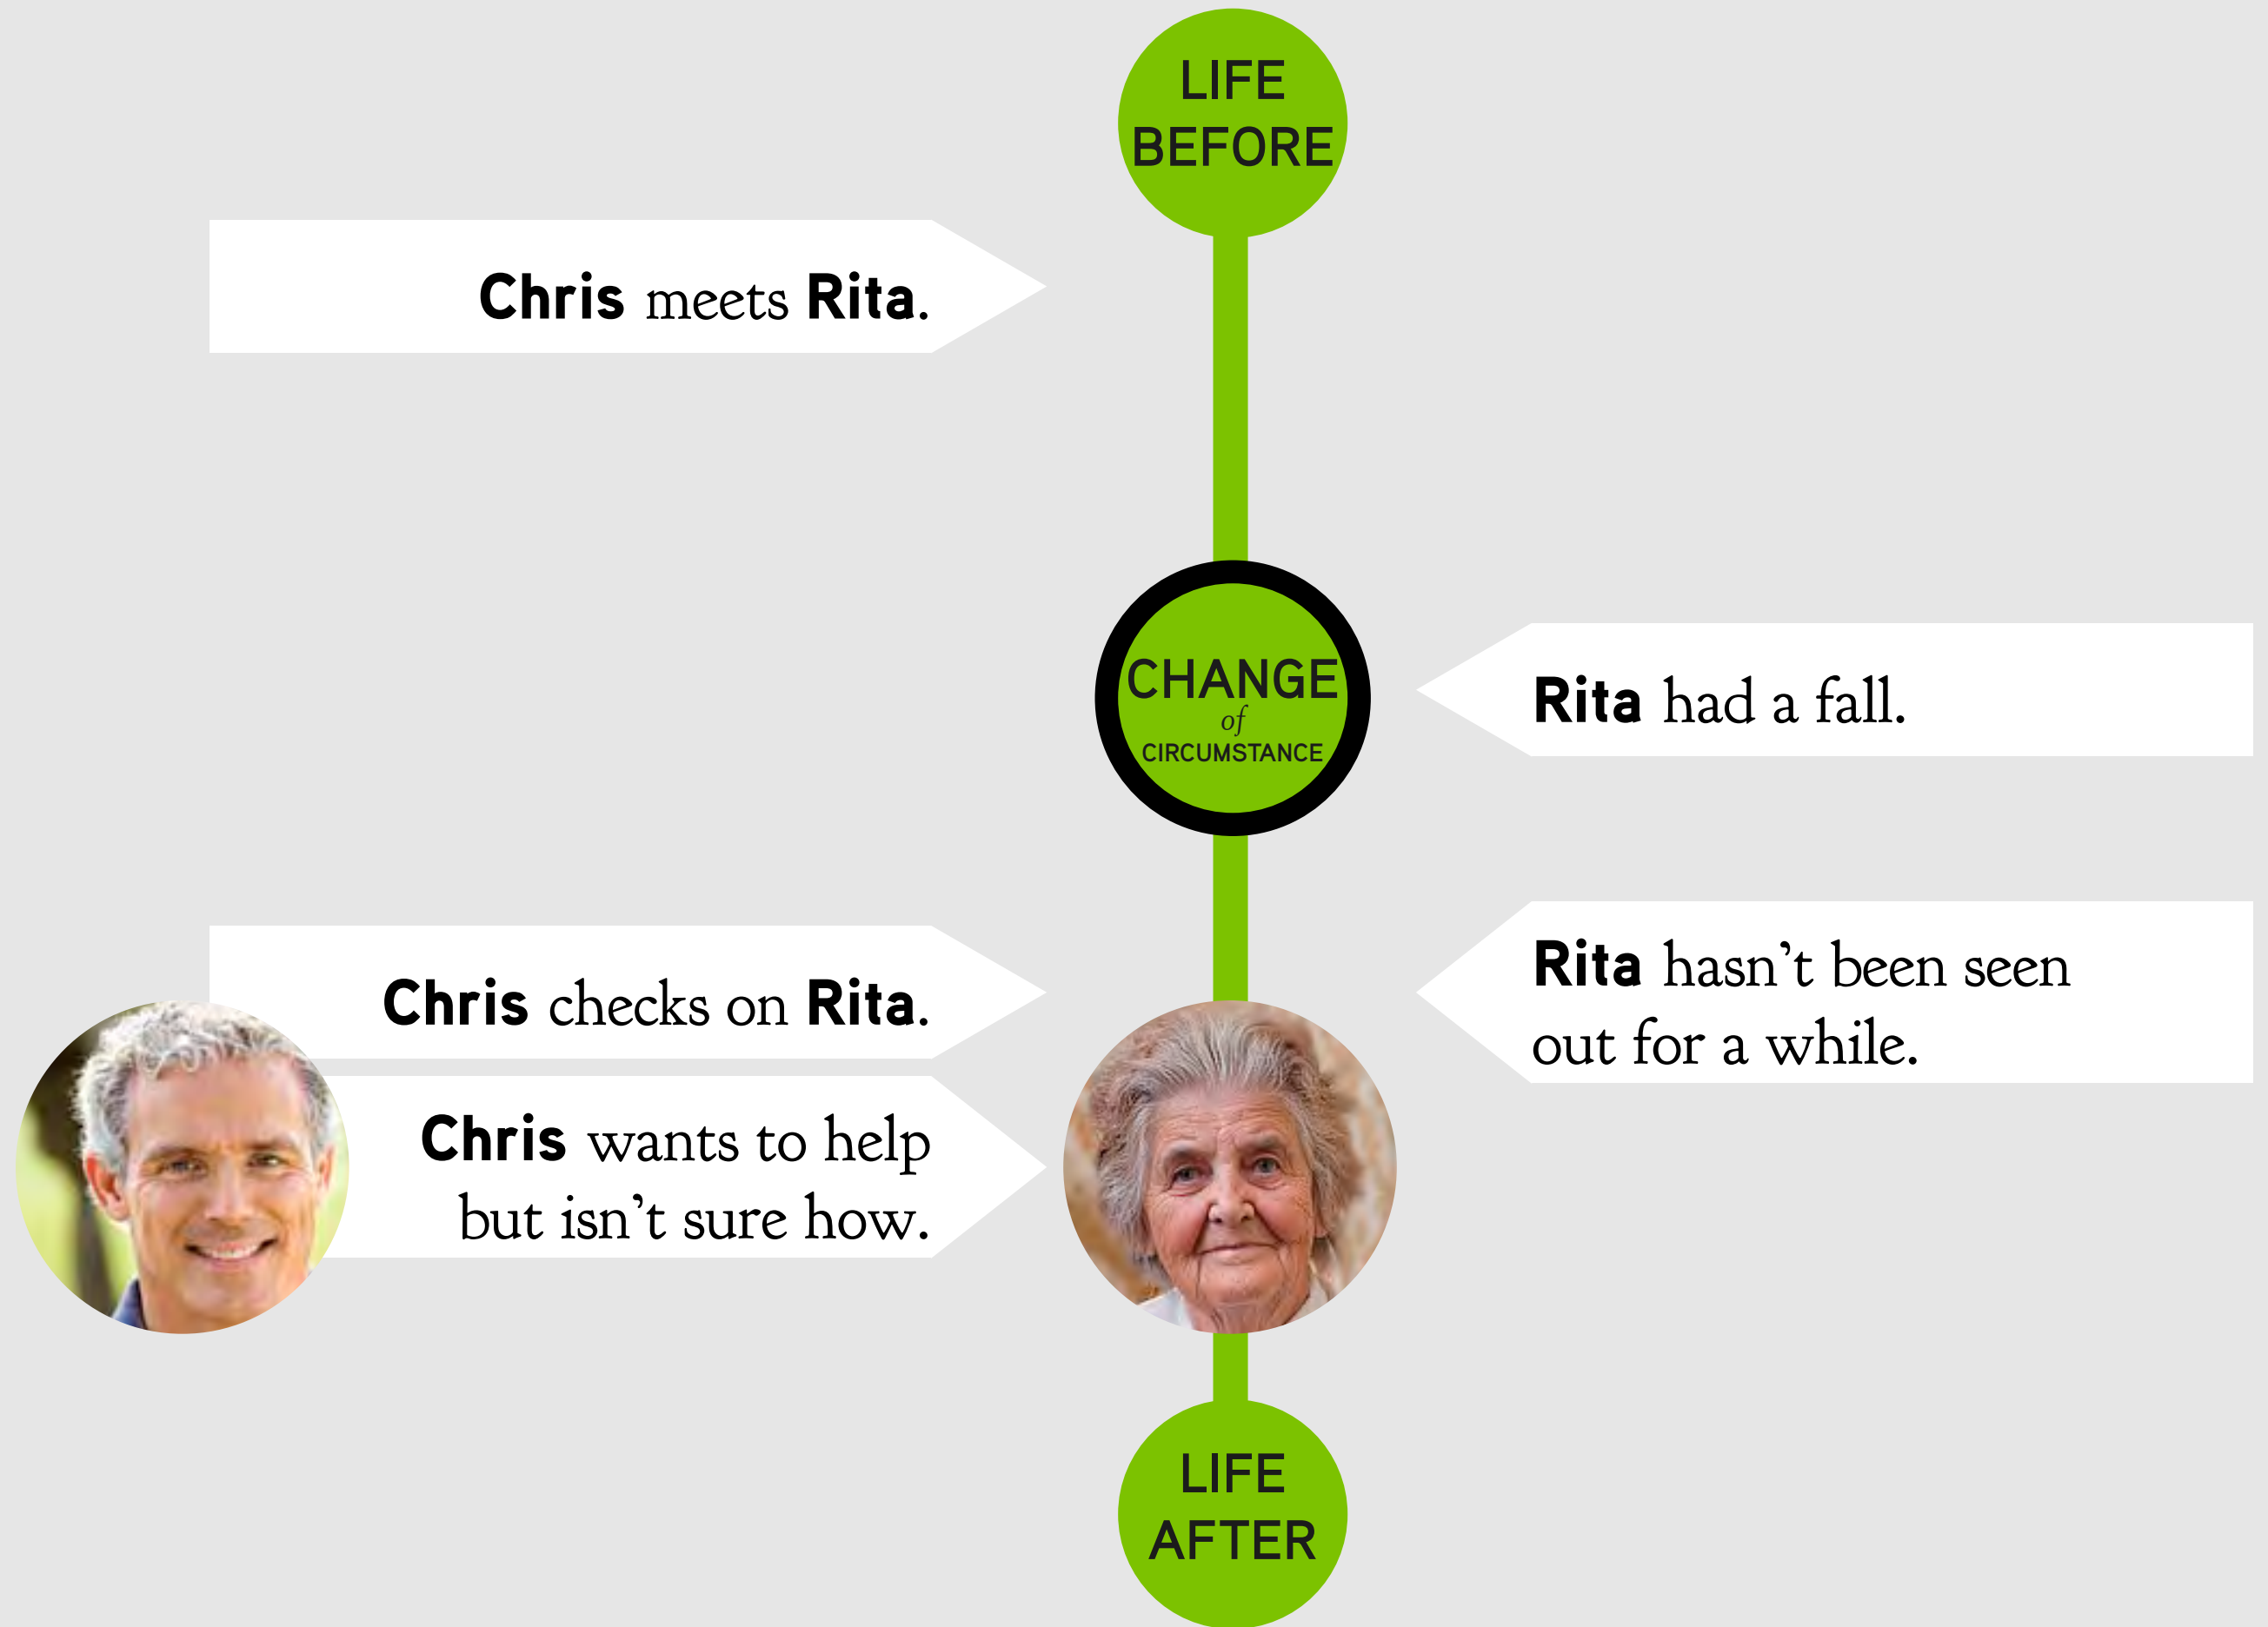 LIFE
BEFORE
Chris meets Rita.
CHANGE
of
CIRCUMSTANCE
Rita had a fall.
Chris checks on Rita.
Rita hasn’t been seen
out for a while.
Chris wants to help
but isn’t sure how.
LIFE
AFTER